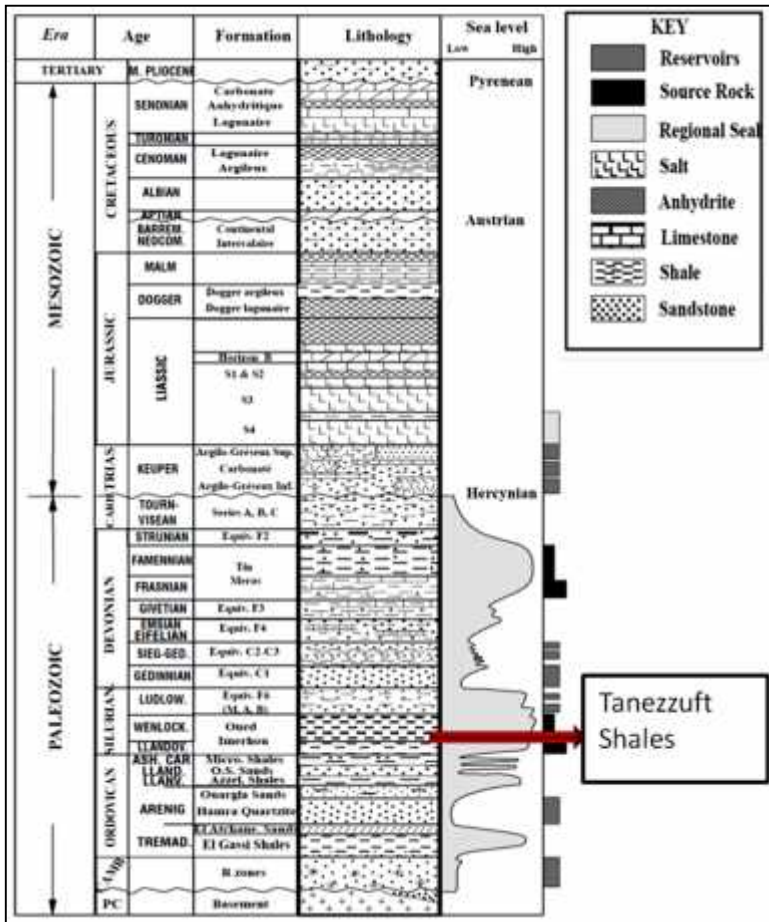 Era Age Formation Lithology Sea level
Low High
TERTIARY M. PLIOCENE Pyrenean
MESOZOIC
CRETACEOUS
SENONIAN Carbonate
Anhydritique
Lagunaire
TURONIAN
CENOMAN Lagunaire
Argileux
ALBIAN
APTIAN Austrian
BARREM. Continental
NEOCOM. Intercalaire
JURASSIC
MALM
DOGGER Dogger argileux
Dogger lagunaire
LIASSIC
Horizon B
S1 & S2
S3
S4
TRIAS
KEUPER Argilo-Gréseux Sup.
Carbonaté
Argilo-Gréseux Inf.
Hercynian
PALEOZOIC
CARB
TOURN- Series A, B, C
VISEAN
DEVONIAN
STRUNIAN Equiv. F2
FAMENNIAN
FRASNIAN
GIVETIAN Equiv. F3
EMSIAN Equiv. F4
EIFELIAN
SIEG-GED. Equiv. C2-C3
GEDINNIAN Equiv. C1
SILURIAN
LUDLOW. Equiv. F6
(M, A, B)
WENLOCK. Oued
LLANDOV. Imerhou
ORDOVICAN
ASH. CAR Micro. Shales
LLAND. O.S. Sands
LLANV. Azzel. Shales
ARENIG Ouargla Sands
Hamra Quartzite
El Atchane. Sands
TREMAD. El Gassi Shales
R zones
PC Basement
KEY
Reservoirs
Source Rock
Regional Seal
Salt
Anhydrite
Limestone
Shale
Sandstone
Tanezzuft
Shales